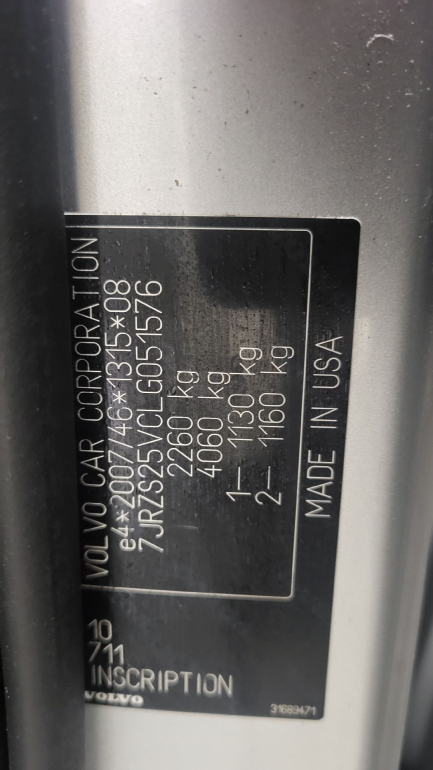 VOLVO CAR CORPORATION
e4*2007/46*1315*08
7JRZS25VCLG051576
2260 kg
4060 kg
1– 1130 kg
2– 1160 kg
MADE IN USA
10
711
INSCRIPTION
VOLVO
31689471